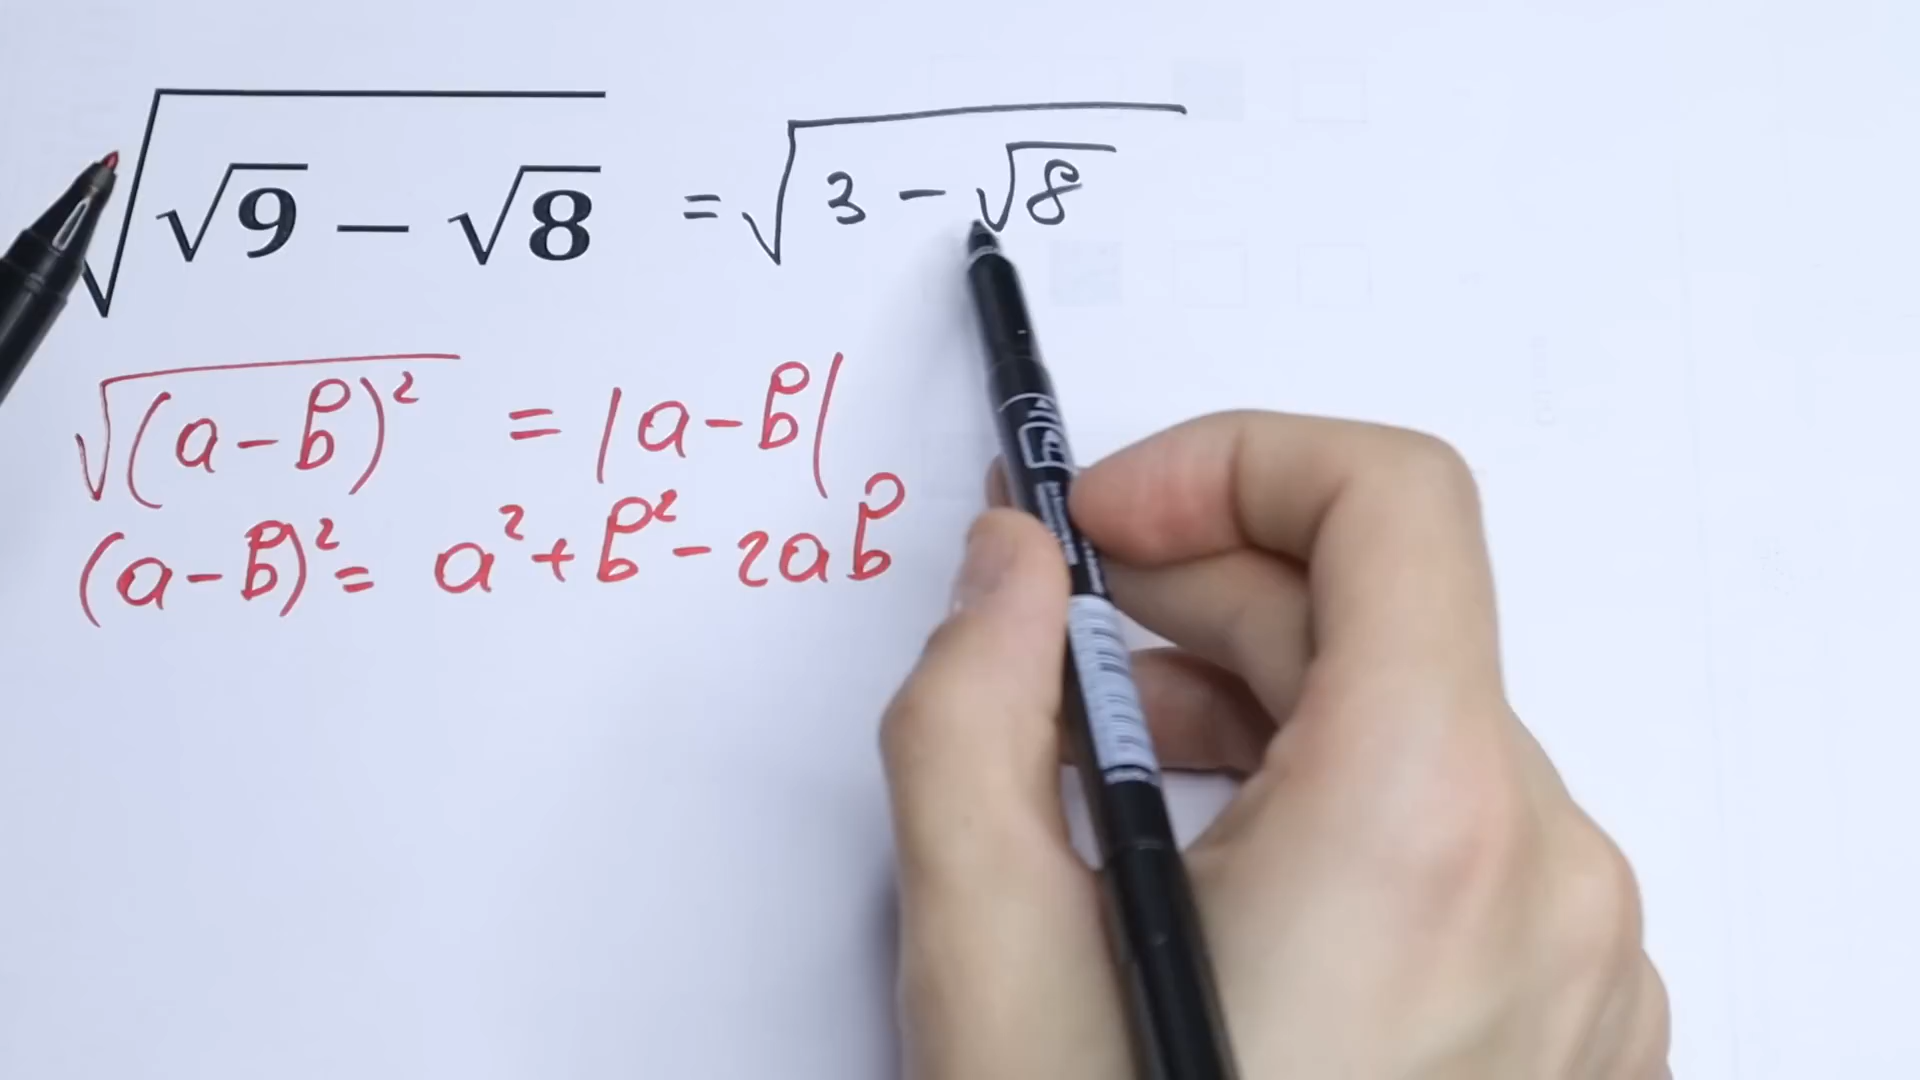 √(√9 − √8) = √(3 − √8)
√(a − b)² = |a − b|
(a − b)² = a² + b² − 2ab